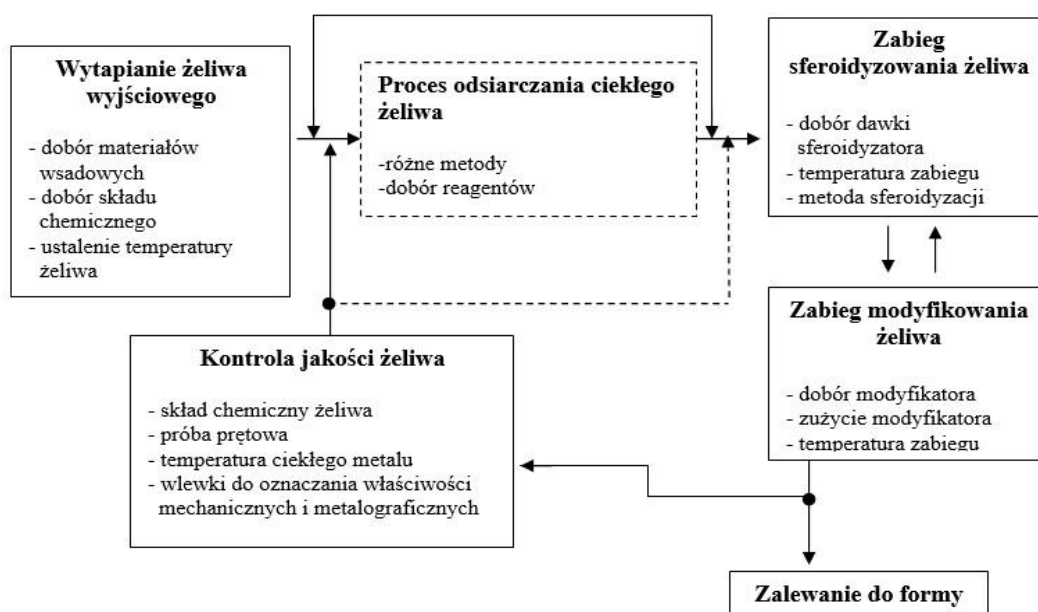 Wytapianie żeliwa
wyjściowego
- dobór materiałów
wsadowych
- dobór składu
chemicznego
- ustalenie temperatury
żeliwa
Proces odsiarczania ciekłego
żeliwa
-różne metody
-dobór reagentów
Zabieg
sferoidyzowania żeliwa
- dobór dawki
sferoidyzatora
- temperatura zabiegu
- metoda sferoidyzacji
Zabieg modyfikowania
żeliwa
- dobór modyfikatora
- zużycie modyfikatora
- temperatura zabiegu
Kontrola jakości żeliwa
- skład chemiczny żeliwa
- próba prętowa
- temperatura ciekłego metalu
- wlewki do oznaczania właściwości
mechanicznych i metalograficznych
Zalewanie do formy